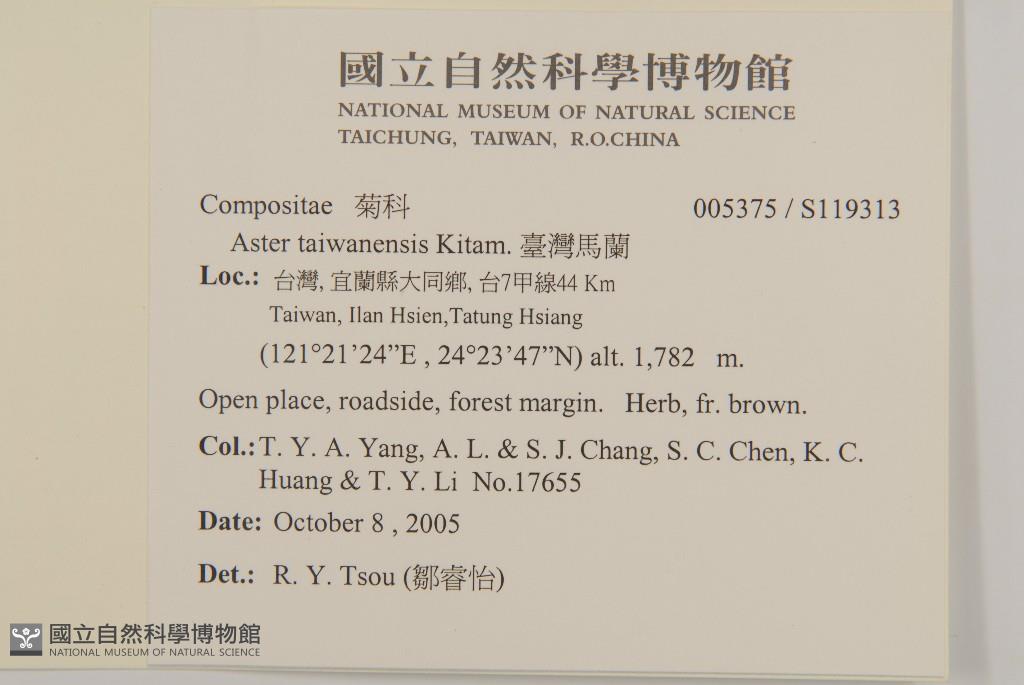 國立自然科學博物館
NATIONAL MUSEUM OF NATURAL SCIENCE
TAICHUNG, TAIWAN, R.O.CHINA
Compositae 菊科 005375 / S119313
Aster taiwanensis Kitam. 臺灣馬蘭
Loc.: 台灣, 宜蘭縣大同鄉, 台7甲線44 Km
Taiwan, Ilan Hsien,Tatung Hsiang
(121°21’24”E , 24°23’47”N) alt. 1,782 m.
Open place, roadside, forest margin. Herb, fr. brown.
Col.: T. Y. A. Yang, A. L. & S. J. Chang, S. C. Chen, K. C.
Huang & T. Y. Li No.17655
Date: October 8 , 2005
Det.: R. Y. Tsou (鄒睿怡)
國立自然科學博物館
NATIONAL MUSEUM OF NATURAL SCIENCE